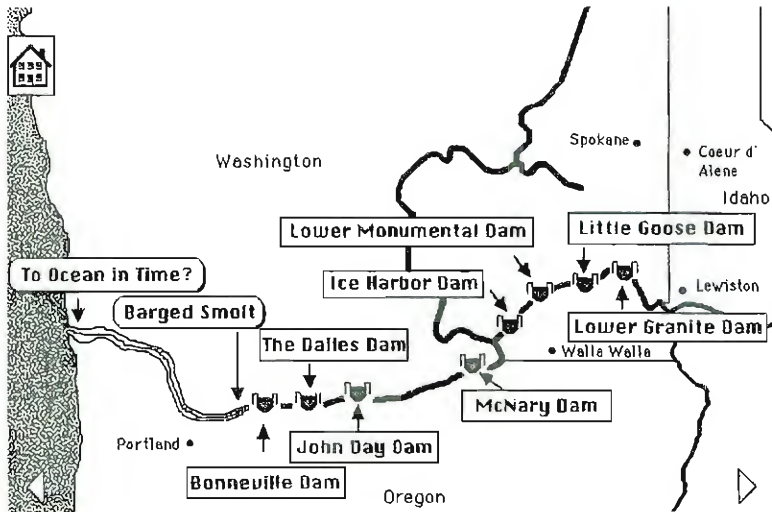 Spokane
Coeur d'
Alene
Washington
Idaho
Lower Monumental Dam
Little Goose Dam
To Ocean in Time?
Ice Harbor Dam
Lewiston
Barged Smolt
Lower Granite Dam
The Dalles Dam
Walla Walla
McNary Dam
Portland
John Day Dam
Bonneville Dam
Oregon